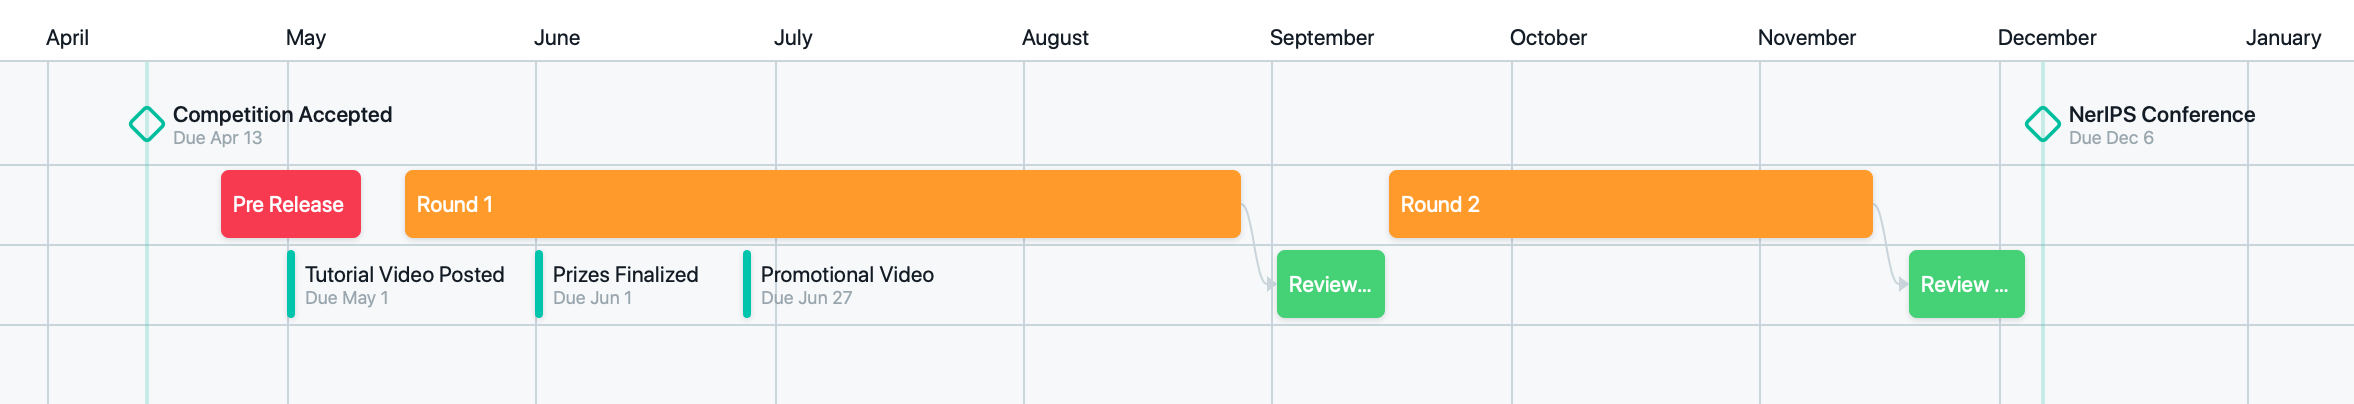 April
May
June
July
August
September
October
November
December
January
Competition Accepted
Due Apr 13
NerIPS Conference
Due Dec 6
Pre Release
Round 1
Round 2
Tutorial Video Posted
Due May 1
Prizes Finalized
Due Jun 1
Promotional Video
Due Jun 27
Review...
Review ...